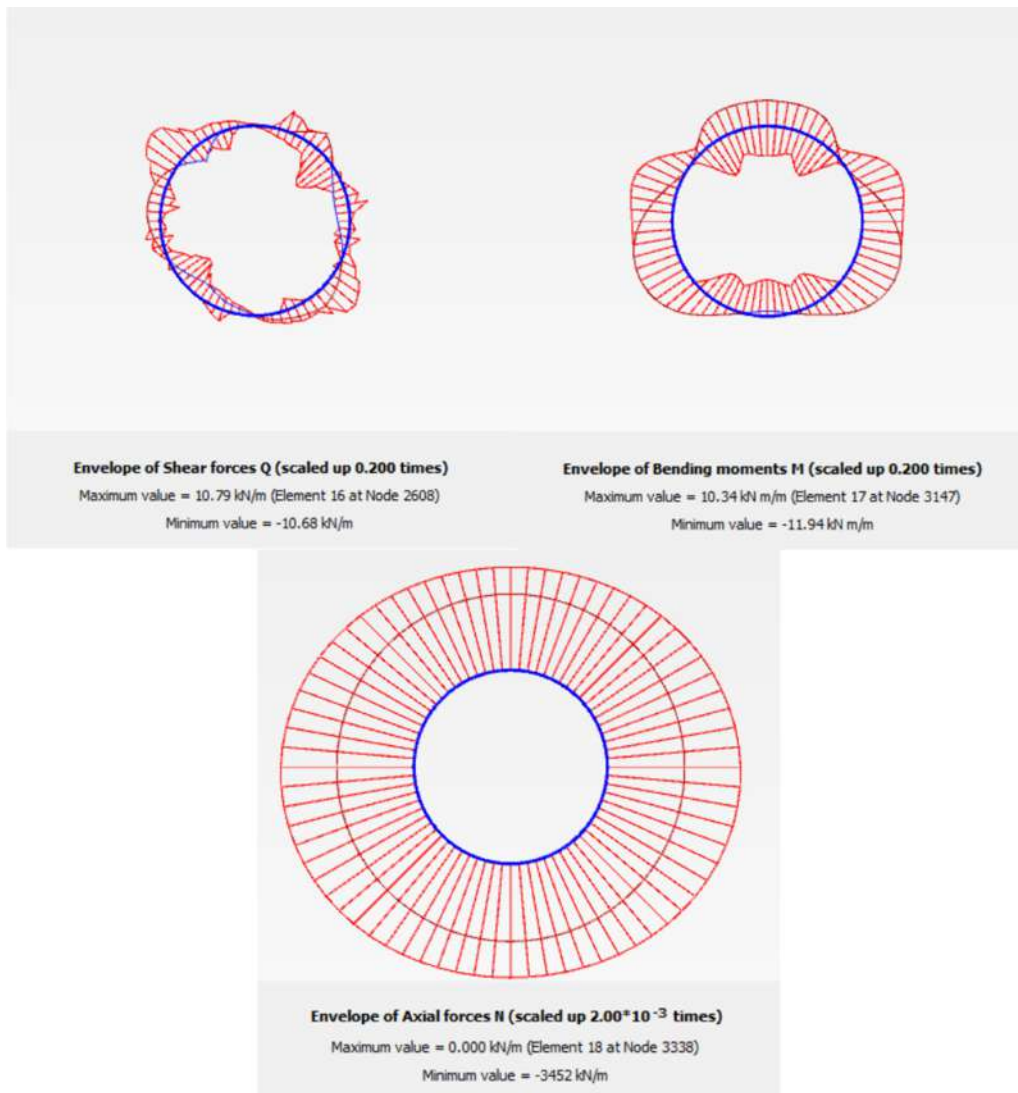 Envelope of Shear forces Q (scaled up 0.200 times)
Maximum value = 10.79 kN/m (Element 16 at Node 2608)
Minimum value = -10.68 kN/m
Envelope of Bending moments M (scaled up 0.200 times)
Maximum value = 10.34 kN m/m (Element 17 at Node 3147)
Minimum value = -11.94 kN m/m
Envelope of Axial forces N (scaled up 2.00*10⁻³ times)
Maximum value = 0.000 kN/m (Element 18 at Node 3338)
Minimum value = -3452 kN/m